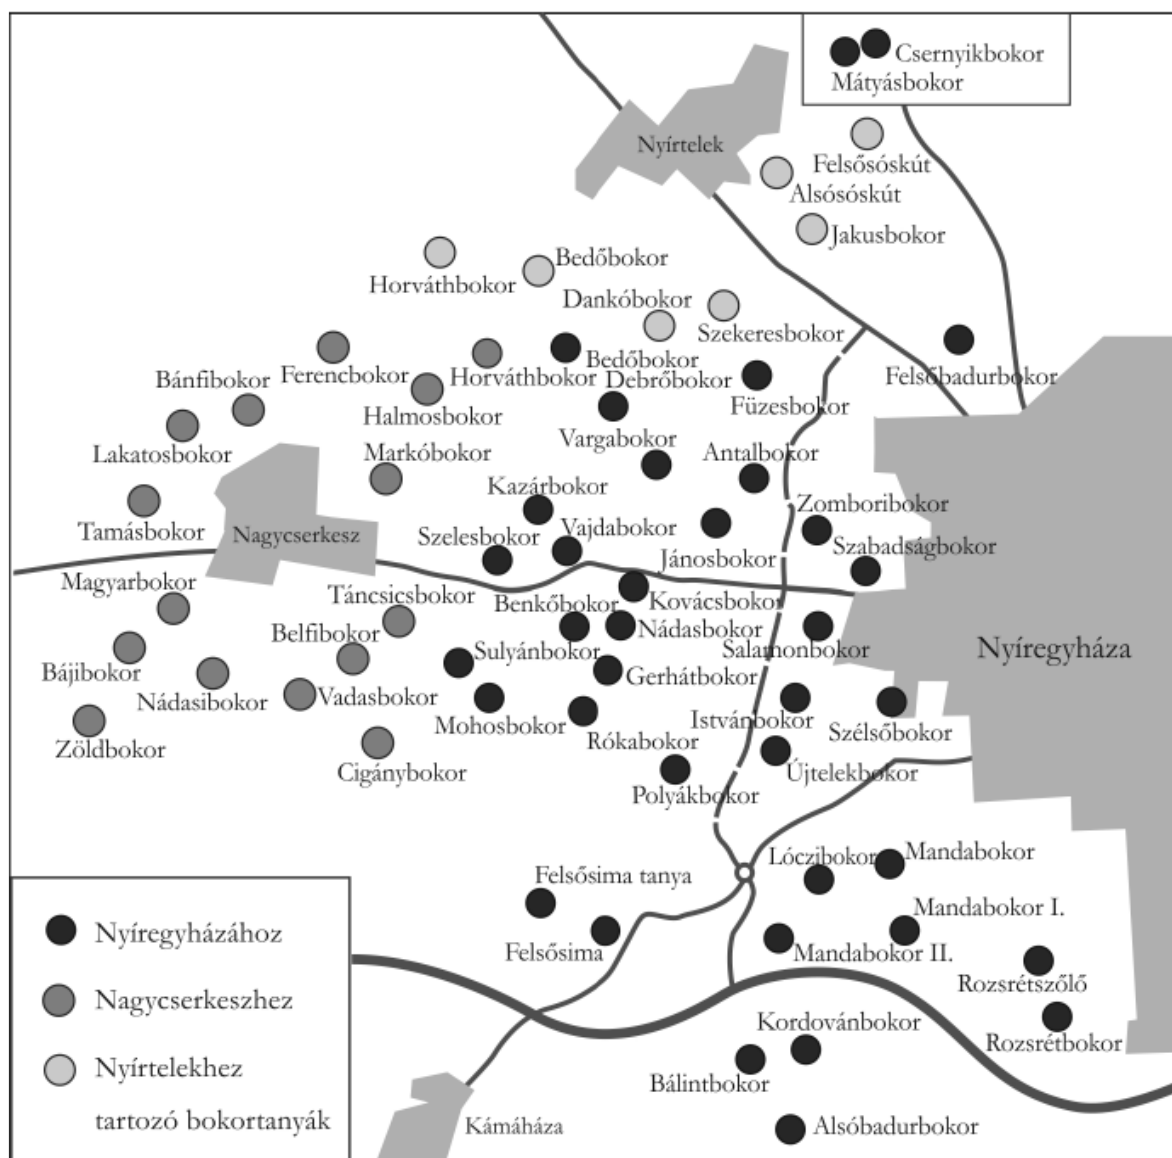 Csernyikbokor
Mátyásbokor
Nyírtelek
Felsősóskút
Alsósóskút
Jakusbokor
Bedőbokor
Horváthbokor
Dankóbokor
Szekeresbokor
Bedőbokor
Felsőbadurbokor
Ferencbokor
Horváthbokor
Bánfibokor
Debrőbokor
Füzesbokor
Halmosbokor
Vargabokor
Lakatosbokor
Markóbokor
Antalbokor
Kazárbokor
Zomboribokor
Tamásbokor
Nagycserkesz
Szelesbokor
Vajdabokor
Jánosbokor
Szabadságbokor
Magyarbokor
Táncsicsbokor
Benkőbokor
Kovácsbokor
Belfibokor
Nádasbokor
Salamonbokor
Nyíregyháza
Sulyánbokor
Bájibokor
Gerhátbokor
Nádasibokor
Vadasbokor
Mohosbokor
Istvánbokor
Szélsőbokor
Zöldbokor
Rókabokor
Cigánybokor
Újtelekbokor
Polyákbokor
Lóczibokor
Mandabokor
Felsősima tanya
Mandabokor I.
Felsősima
Mandabokor II.
Rozsrétszőlő
Kordovánbokor
Rozsrétbokor
Bálintbokor
Kámáháza
Alsóbadurbokor
Nyíregyházához
Nagycserkeszhez
Nyírtelekhez
tartozó bokortanyák